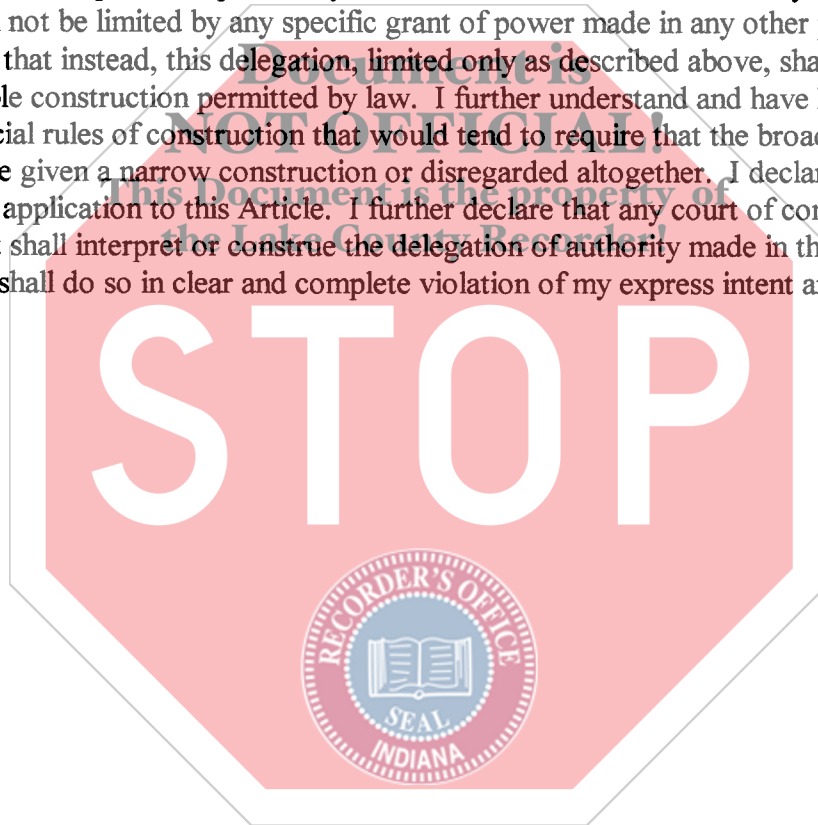 not be limited by any specific grant of power made in any other
Document is
that instead, this delegation, limited only as described above, sha
le construction permitted by law. I further understand and have
NOT OFFICIAL!
cial rules of construction that would tend to require that the broad
e given a narrow construction or disregarded altogether. I declar
This Document is the property of
application to this Article. I further declare that any court of con
the Lake County Recorder!
t shall interpret or construe the delegation of authority made in th
shall do so in clear and complete violation of my express intent a
STOP
RECORDER'S OFFICE
SEAL
INDIANA